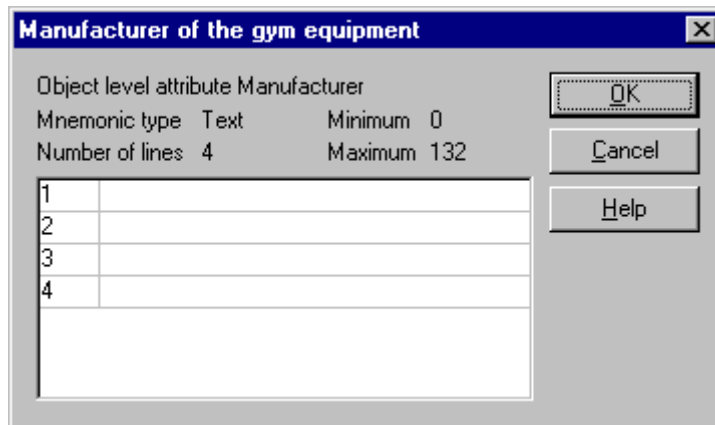 Manufacturer of the gym equipment
Object level attribute Manufacturer
Mnemonic type Text Minimum 0
Number of lines 4 Maximum 132
1
2
3
4
OK
Cancel
Help